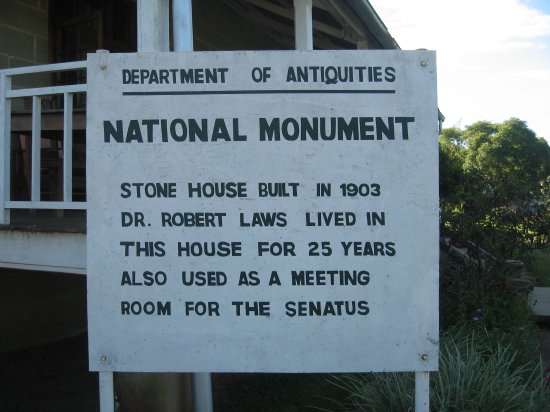 DEPARTMENT OF ANTIQUITIES
NATIONAL MONUMENT
STONE HOUSE BUILT IN 1903
DR. ROBERT LAWS LIVED IN
THIS HOUSE FOR 25 YEARS
ALSO USED AS A MEETING
ROOM FOR THE SENATUS